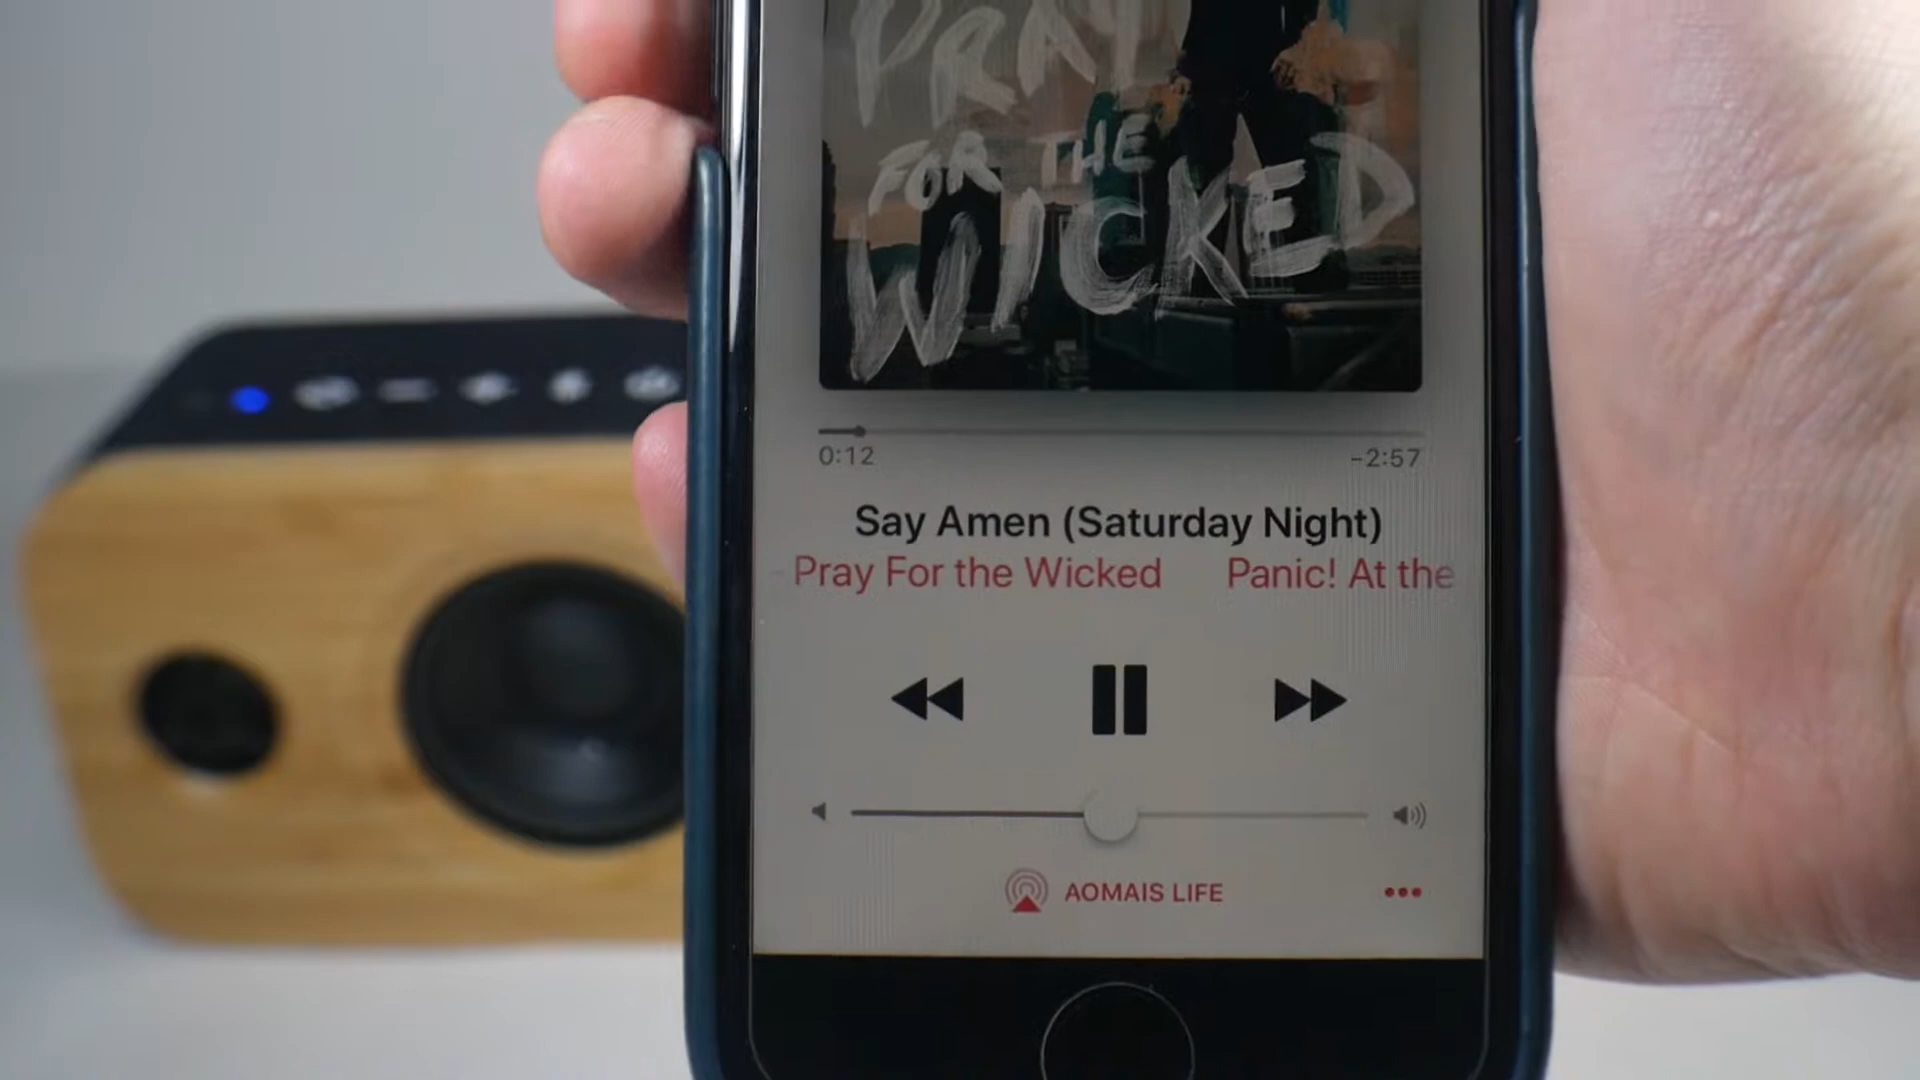 PRAY
FOR THE
WICKED
0:12
-2:57
Say Amen (Saturday Night)
Pray For the Wicked Panic! At the
AOMAIS LIFE